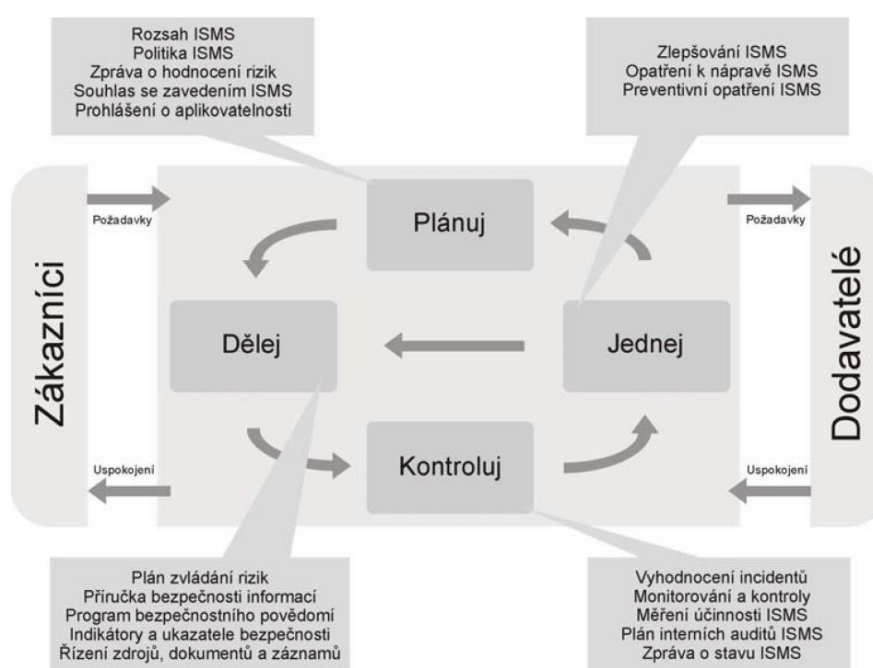 Rozsah ISMS
Politika ISMS
Zpráva o hodnocení rizik
Souhlas se zavedením ISMS
Prohlášení o aplikovatelnosti
Zlepšování ISMS
Opatření k nápravě ISMS
Preventivní opatření ISMS
Zákazníci
Požadavky
Plánuj
Požadavky
Dodavatelé
Dělej
Jednej
Uspokojení
Kontroluj
Uspokojení
Plán zvládání rizik
Příručka bezpečnosti informací
Program bezpečnostního povědomí
Indikátory a ukazatele bezpečnosti
Řízení zdrojů, dokumentů a záznamů
Vyhodnocení incidentů
Monitorování a kontroly
Měření účinnosti ISMS
Plán interních auditů ISMS
Zpráva o stavu ISMS